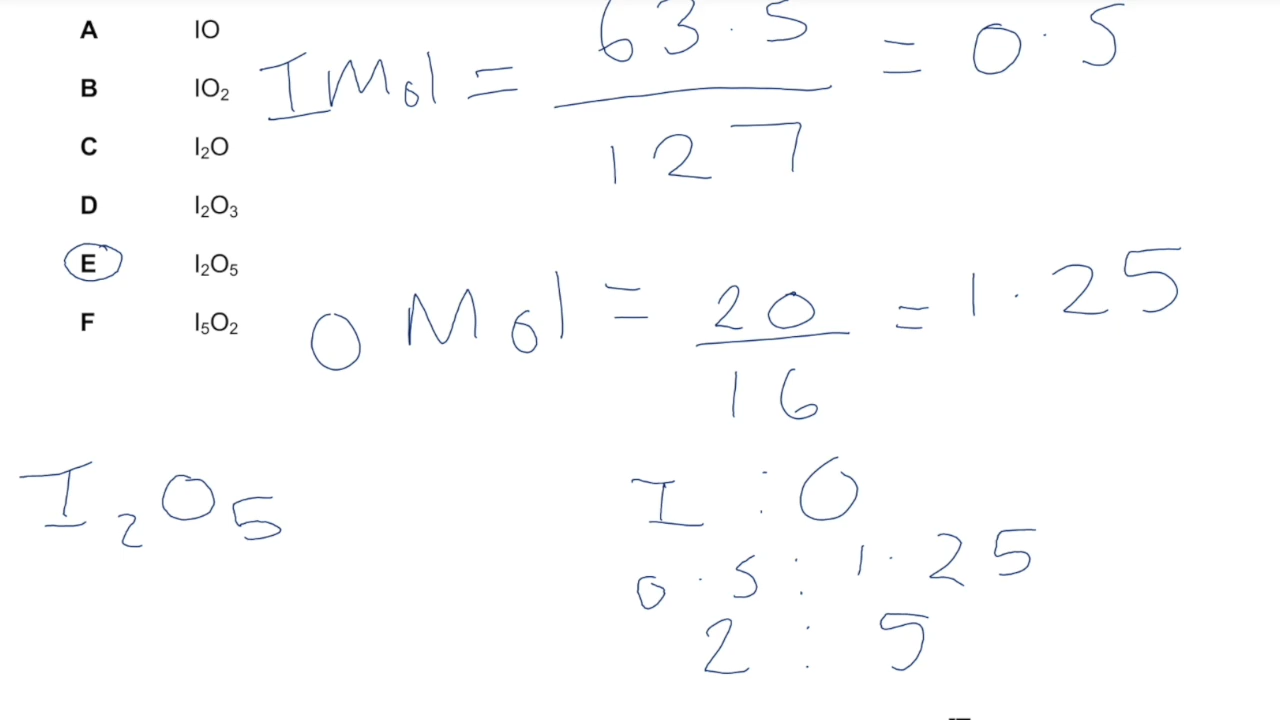 A IO
63.5
I Mol = ― = 0.5
127
B IO₂
C I₂O
D I₂O₃
E I₂O₅
F I₅O₂
O Mol = 20/16 = 1.25
I₂O₅
I : O
0.5 : 1.25
2 : 5